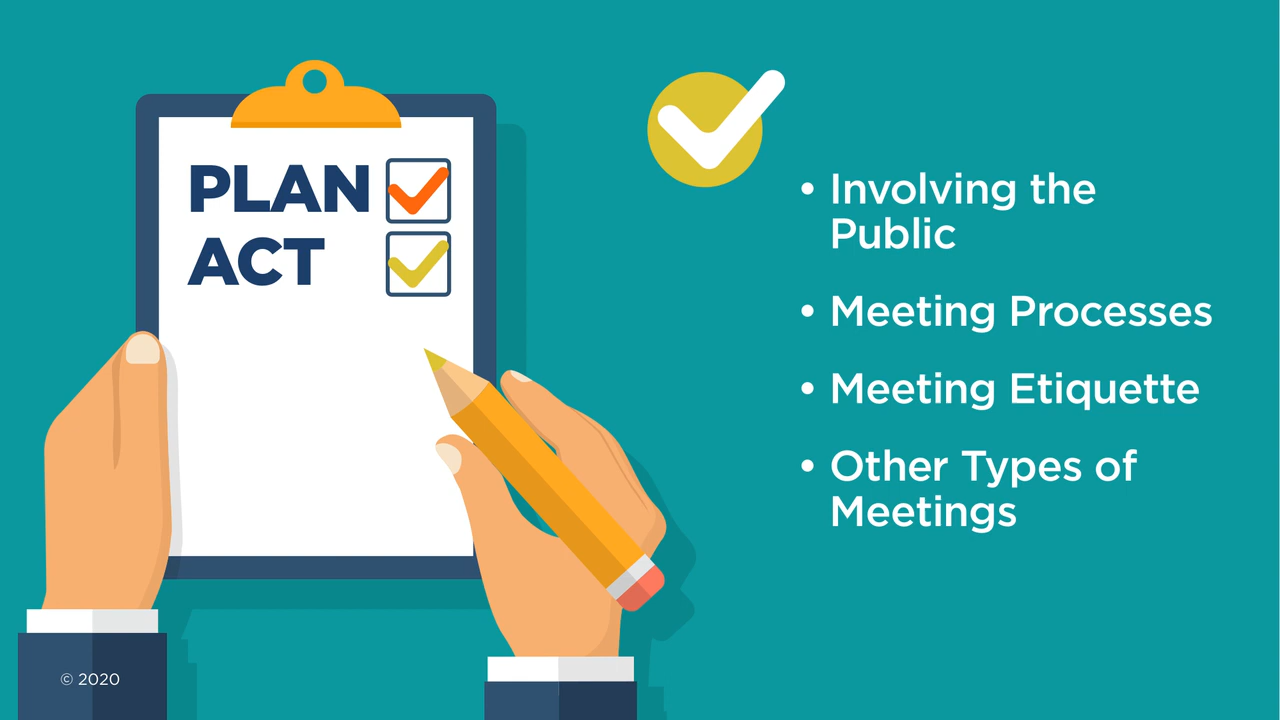 PLAN
ACT
• Involving the
Public
• Meeting Processes
• Meeting Etiquette
• Other Types of
Meetings
© 2020